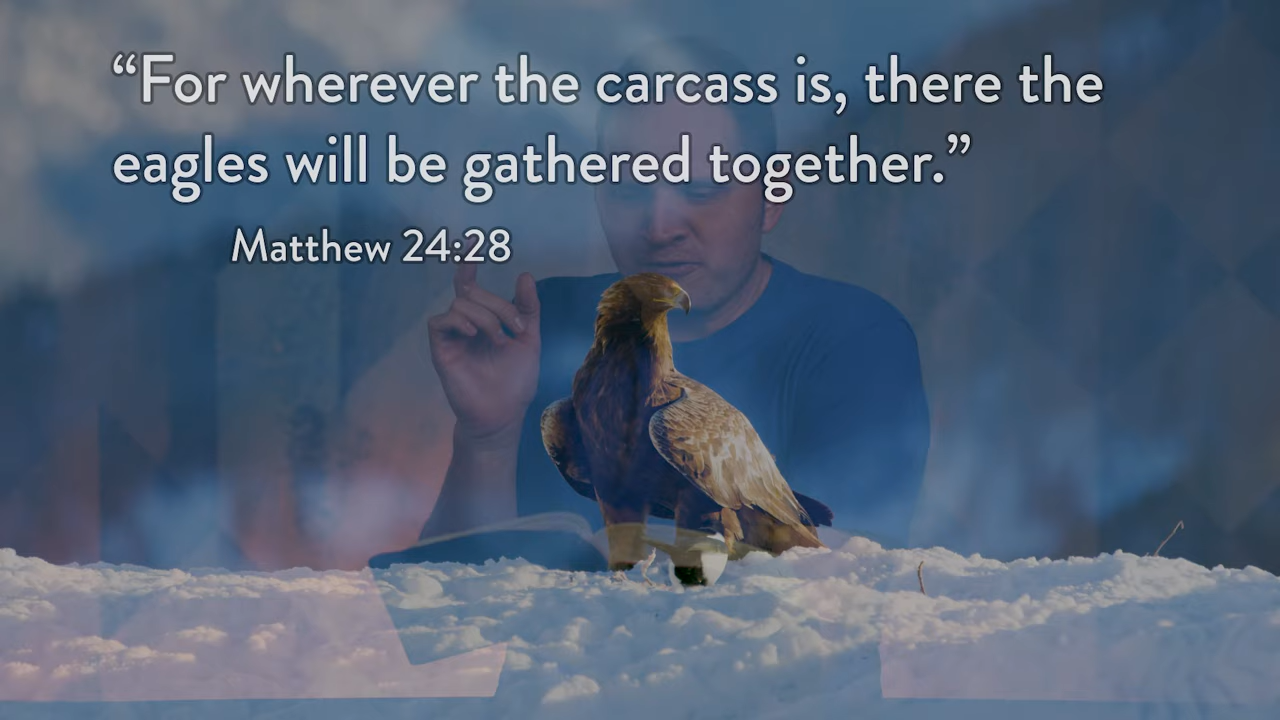 “For wherever the carcass is, there the
eagles will be gathered together.”
Matthew 24:28